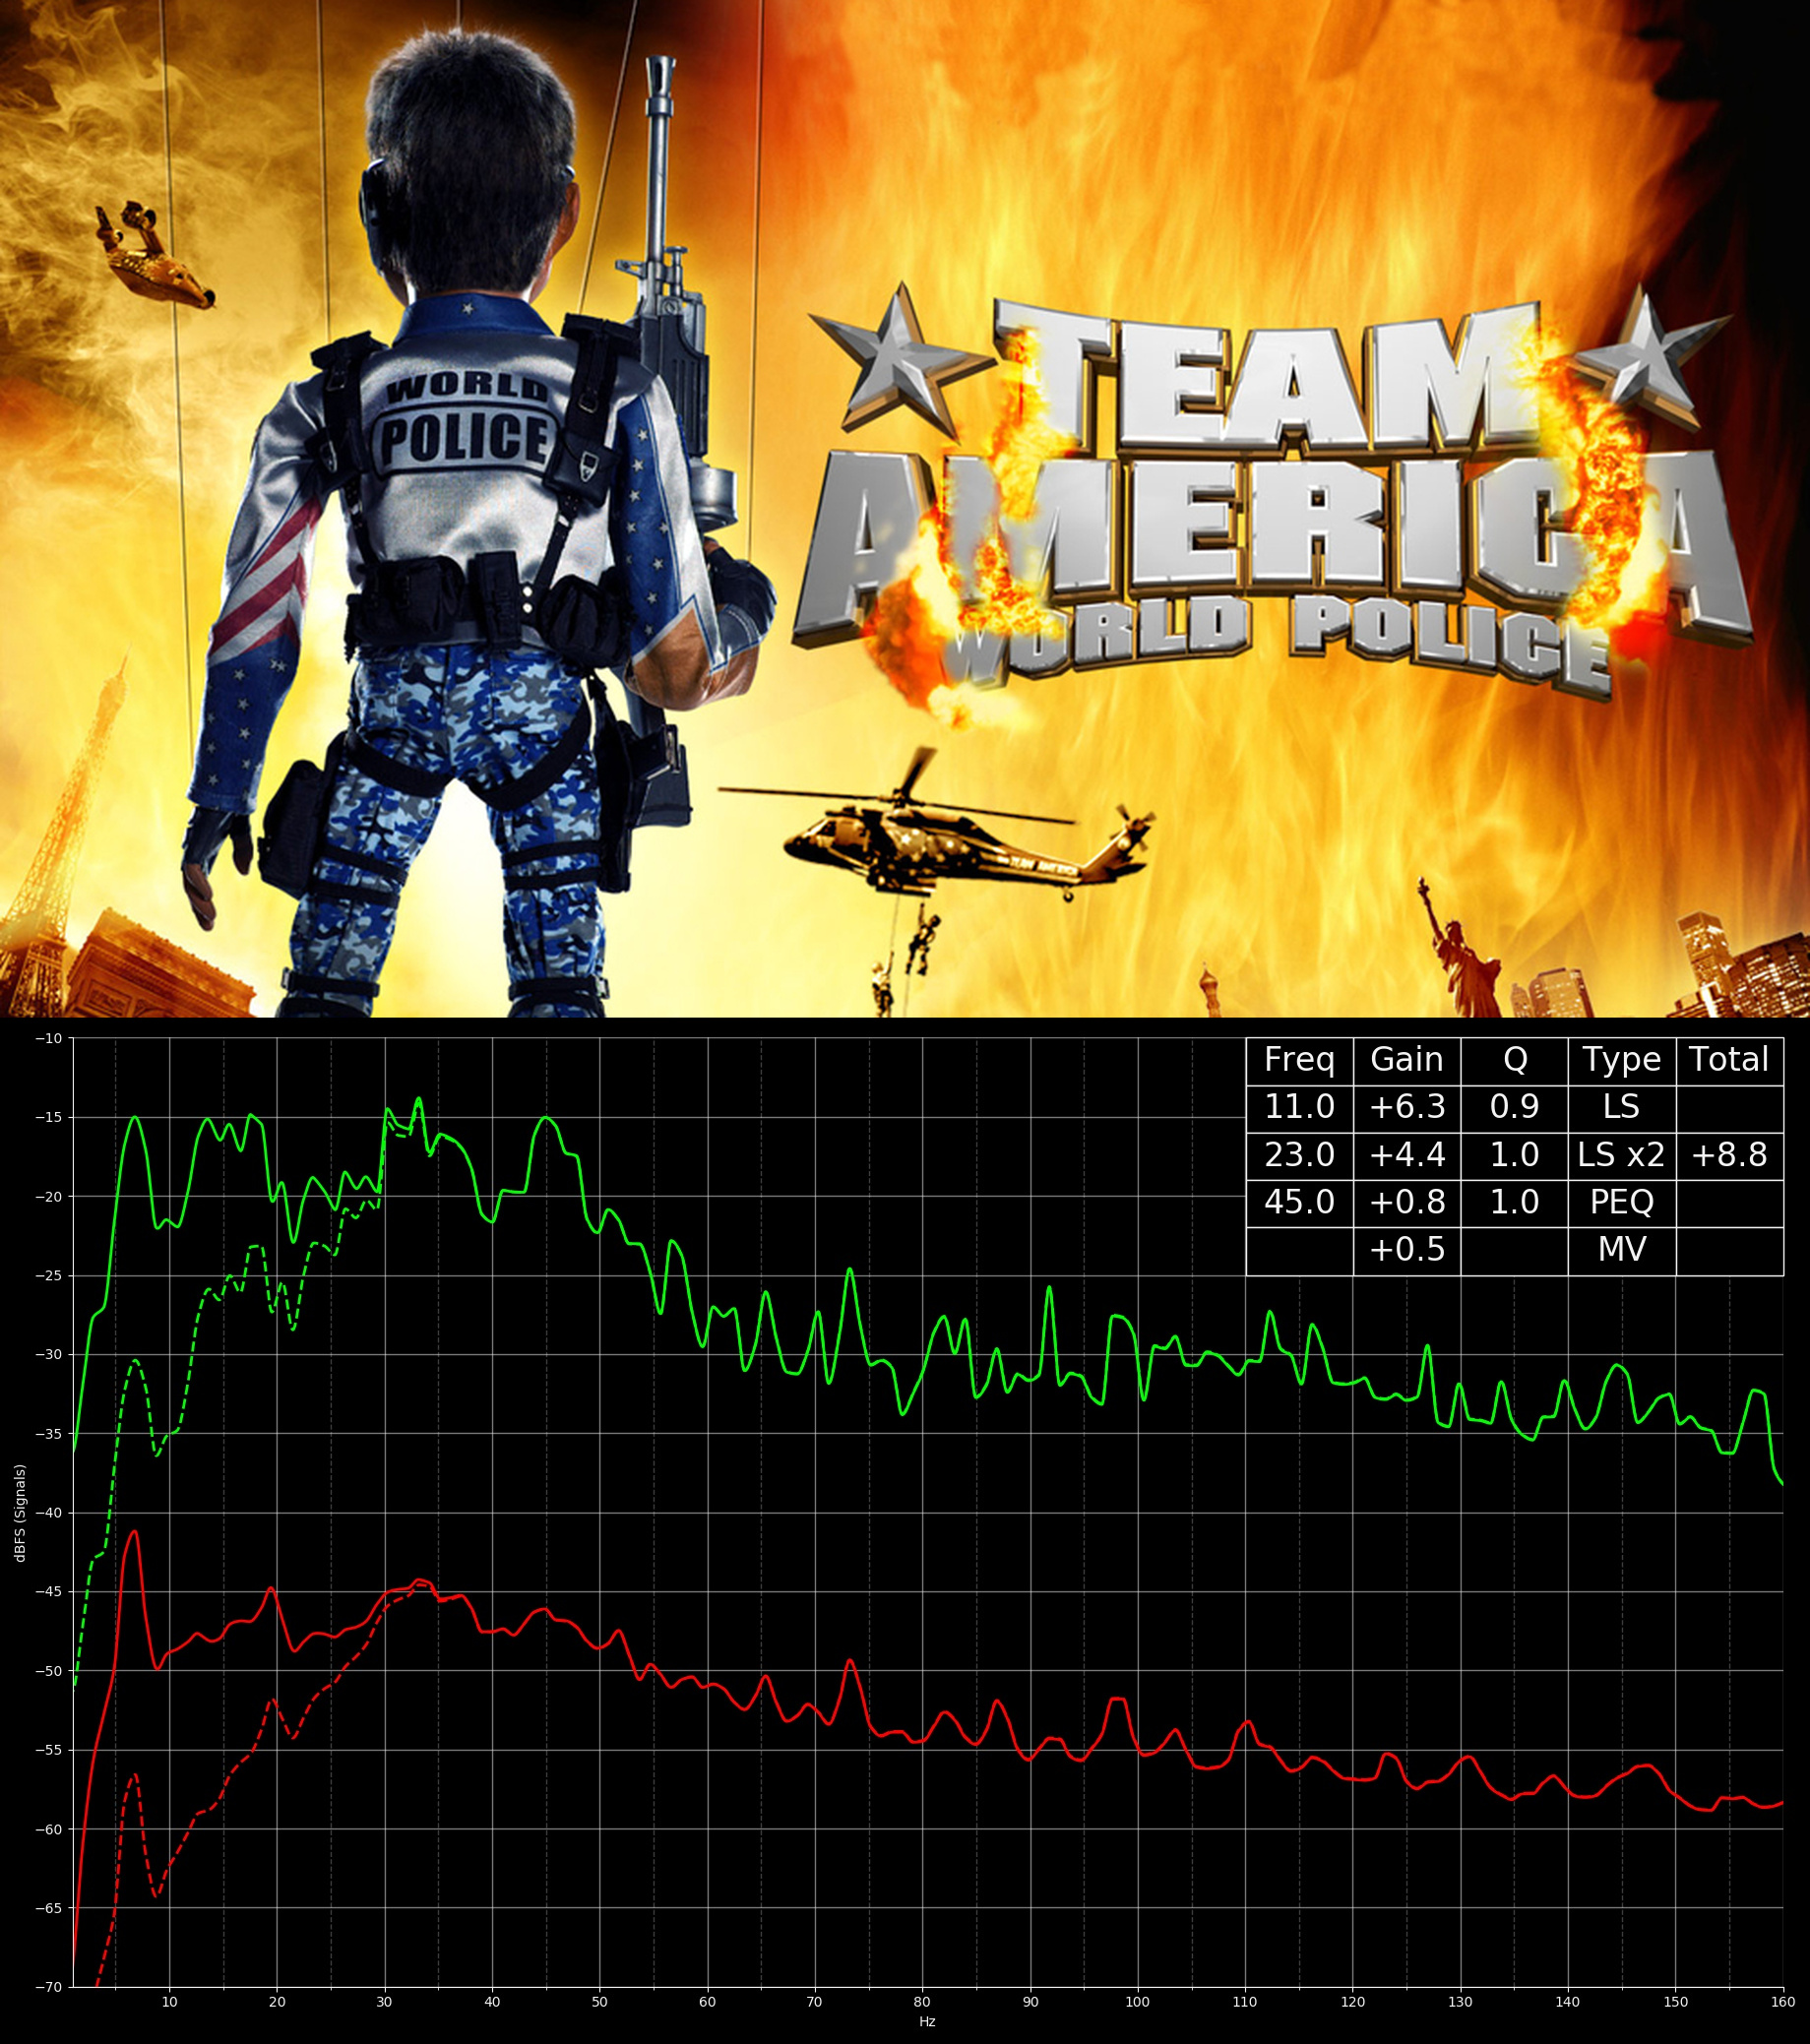 WORLD
POLICE
TEAM
AMERICA
WORLD POLICE
TEAM AMERICA
Freq Gain Q Type Total
11.0 +6.3 0.9 LS
23.0 +4.4 1.0 LS x2 +8.8
45.0 +0.8 1.0 PEQ
+0.5 MV
−10
−15
−20
−25
−30
−35
−40
−45
−50
−55
−60
−65
−70
dBFS (Signals)
10 20 30 40 50 60 70 80 90 100 110 120 130 140 150 160
Hz